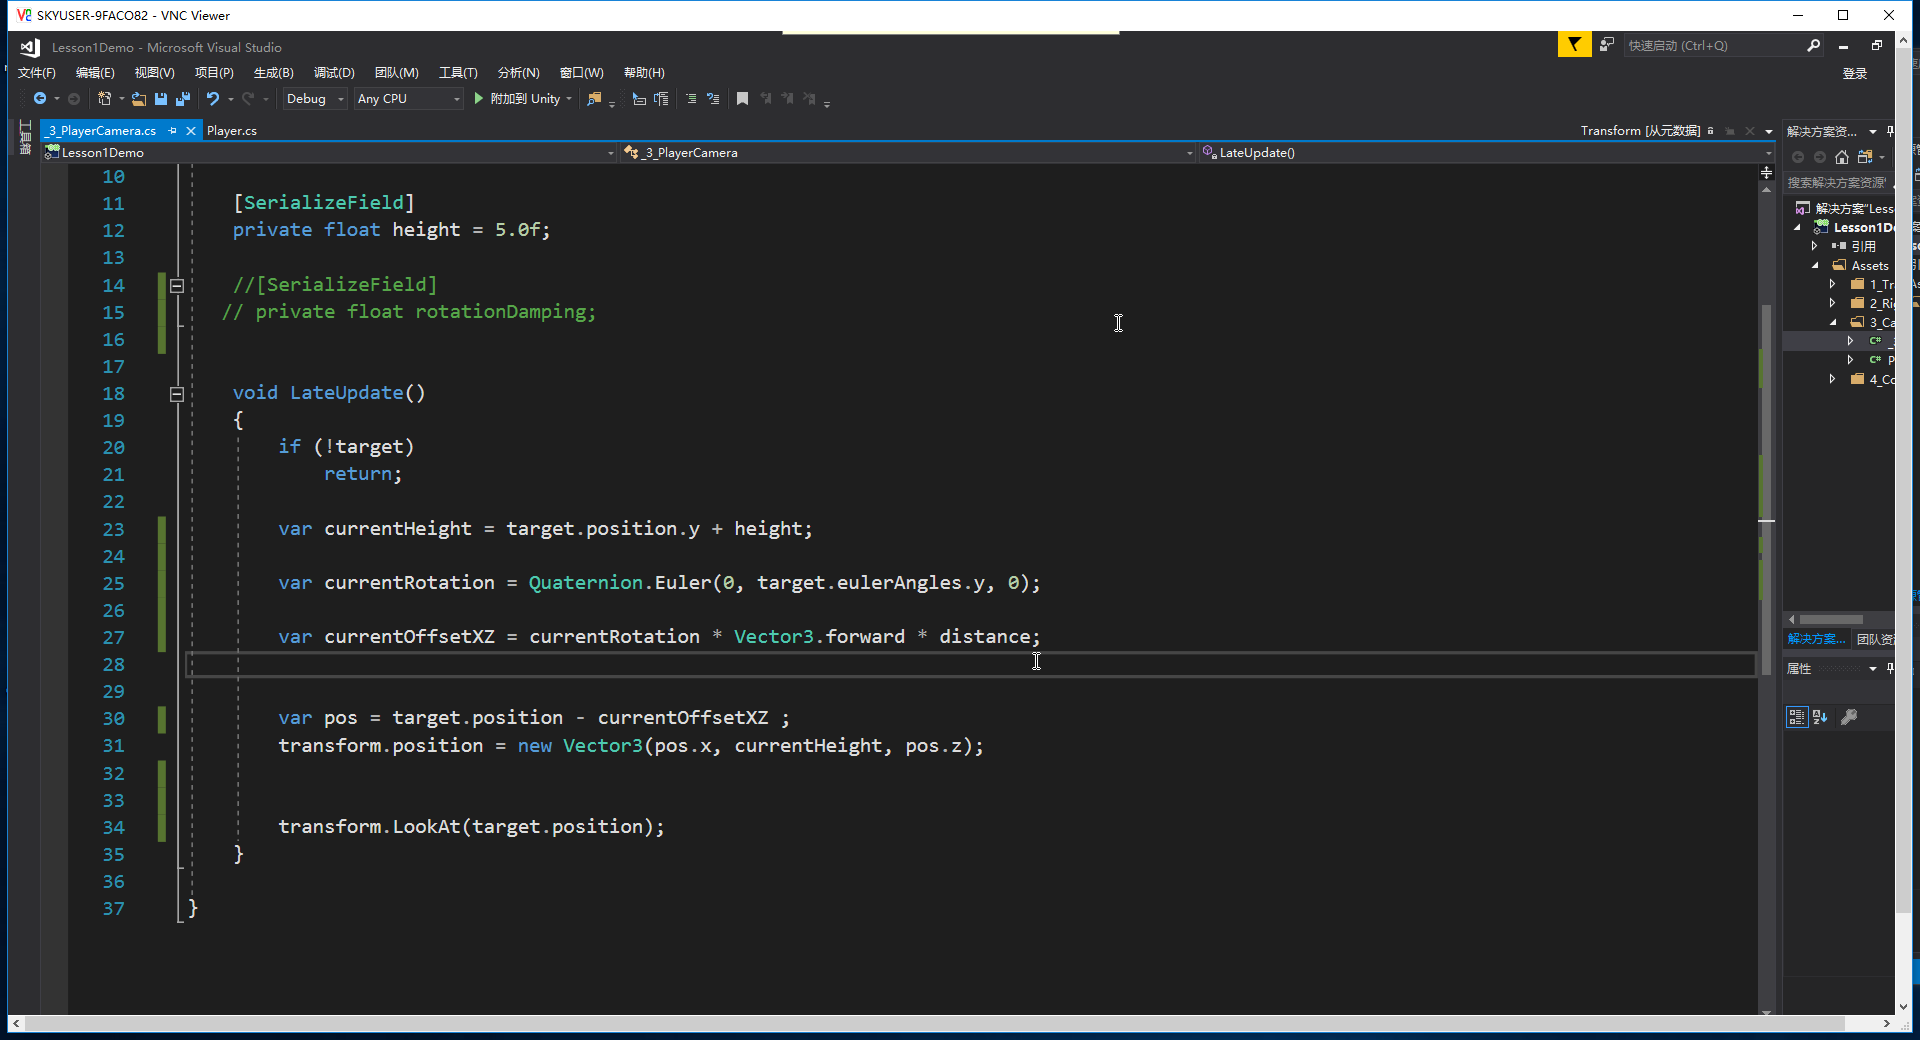 SKYUSER-9FACO82 - VNC Viewer
Lesson1Demo - Microsoft Visual Studio
快速启动 (Ctrl+Q)
文件(F) 编辑(E) 视图(V) 项目(P) 生成(B) 调试(D) 团队(M) 工具(T) 分析(N) 窗口(W) 帮助(H)
登录
Debug Any CPU 附加到 Unity
工具箱
_3_PlayerCamera.cs Player.cs
Transform [从元数据]
解决方案资...
Lesson1Demo _3_PlayerCamera LateUpdate()
搜索解决方案资源
解决方案"Less
Lesson1De
引用
Assets
1_Tr
2_Ri
3_Ca
C#
C# P
4_Co
解决方案... 团队资
属性
10
11 [SerializeField]
12 private float height = 5.0f;
13
14 //[SerializeField]
15 // private float rotationDamping;
16
17
18 void LateUpdate()
19 {
20 if (!target)
21 return;
22
23 var currentHeight = target.position.y + height;
24
25 var currentRotation = Quaternion.Euler(0, target.eulerAngles.y, 0);
26
27 var currentOffsetXZ = currentRotation * Vector3.forward * distance;
28
29
30 var pos = target.position - currentOffsetXZ ;
31 transform.position = new Vector3(pos.x, currentHeight, pos.z);
32
33
34 transform.LookAt(target.position);
35 }
36
37 }